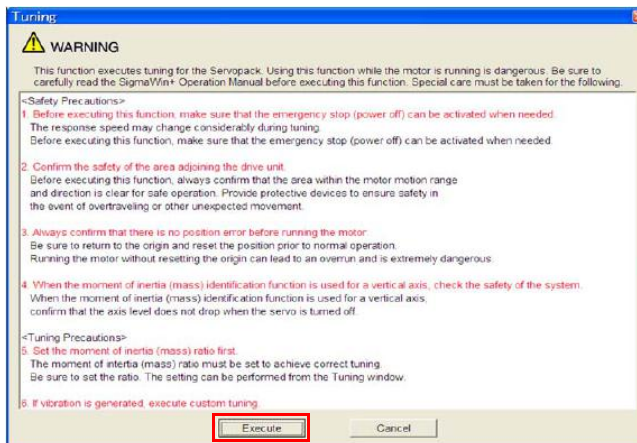 Tuning
WARNING
This function executes tuning for the Servopack. Using this function while the motor is running is dangerous. Be sure to
carefully read the SigmaWin+ Operation Manual before executing this function. Special care must be taken for the following.
<Safety Precautions>
1. Before executing this function, make sure that the emergency stop (power off) can be activated when needed.
The response speed may change considerably during tuning.
Before executing this function, make sure that the emergency stop (power off) can be activated when needed
2. Confirm the safety of the area adjoining the drive unit.
Before executing this function, always confirm that the area within the motor motion range
and direction is clear for safe operation. Provide protective devices to ensure safety in
the event of overtraveling or other unexpected movement.
3. Always confirm that there is no position error before running the motor.
Be sure to return to the origin and reset the position prior to normal operation.
Running the motor without resetting the origin can lead to an overrun and is extremely dangerous.
4. When the moment of inertia (mass) identification function is used for a vertical axis, check the safety of the system.
When the moment of inertia (mass) identification function is used for a vertical axis,
confirm that the axis level does not drop when the servo is turned off.
<Tuning Precautions>
5. Set the moment of inertia (mass) ratio first.
The moment of intertia (mass) ratio must be set to achieve correct tuning.
Be sure to set the ratio. The setting can be performed from the Tuning window.
6. If vibration is generated, execute custom tuning.
Execute
Cancel